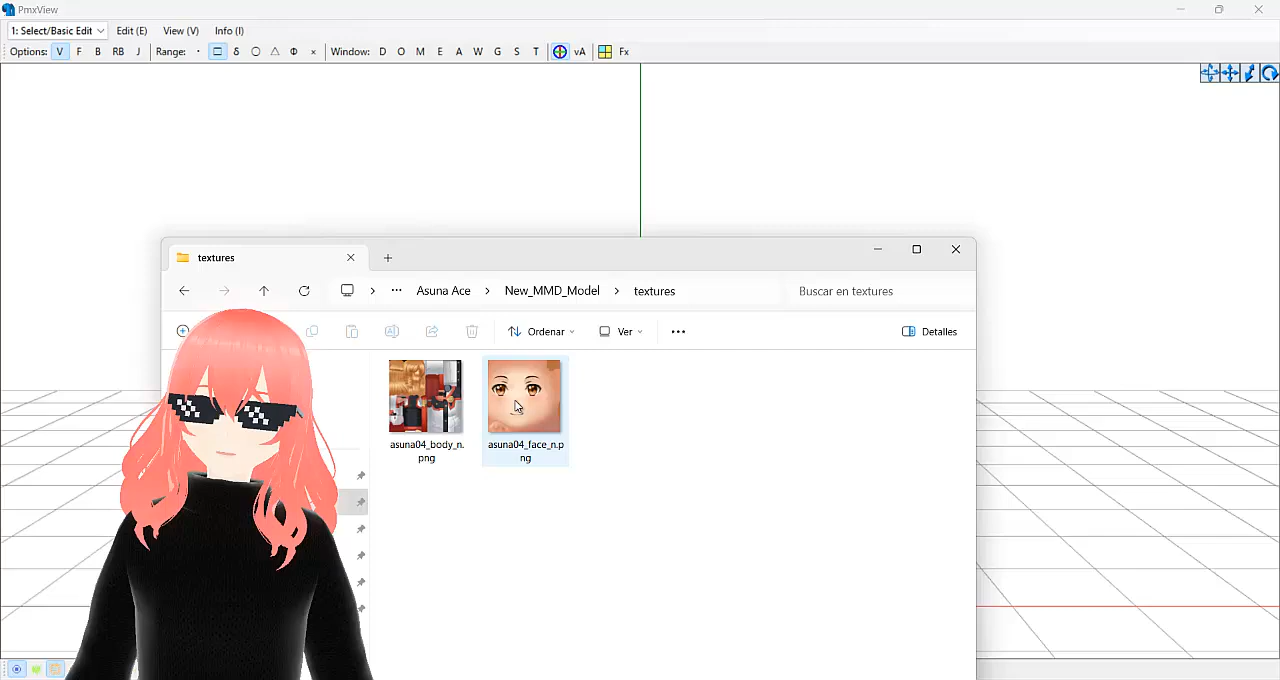 PmxView
1: Select/Basic Edit Edit (E) View (V) Info (I)
Options: V F B RB J Range: Window: D O M E A W G S T vA Fx
textures
Asuna Ace New_MMD_Model textures Buscar en textures
Ordenar Ver Detalles
asuna04_body_n.
png
asuna04_face_n.p
ng